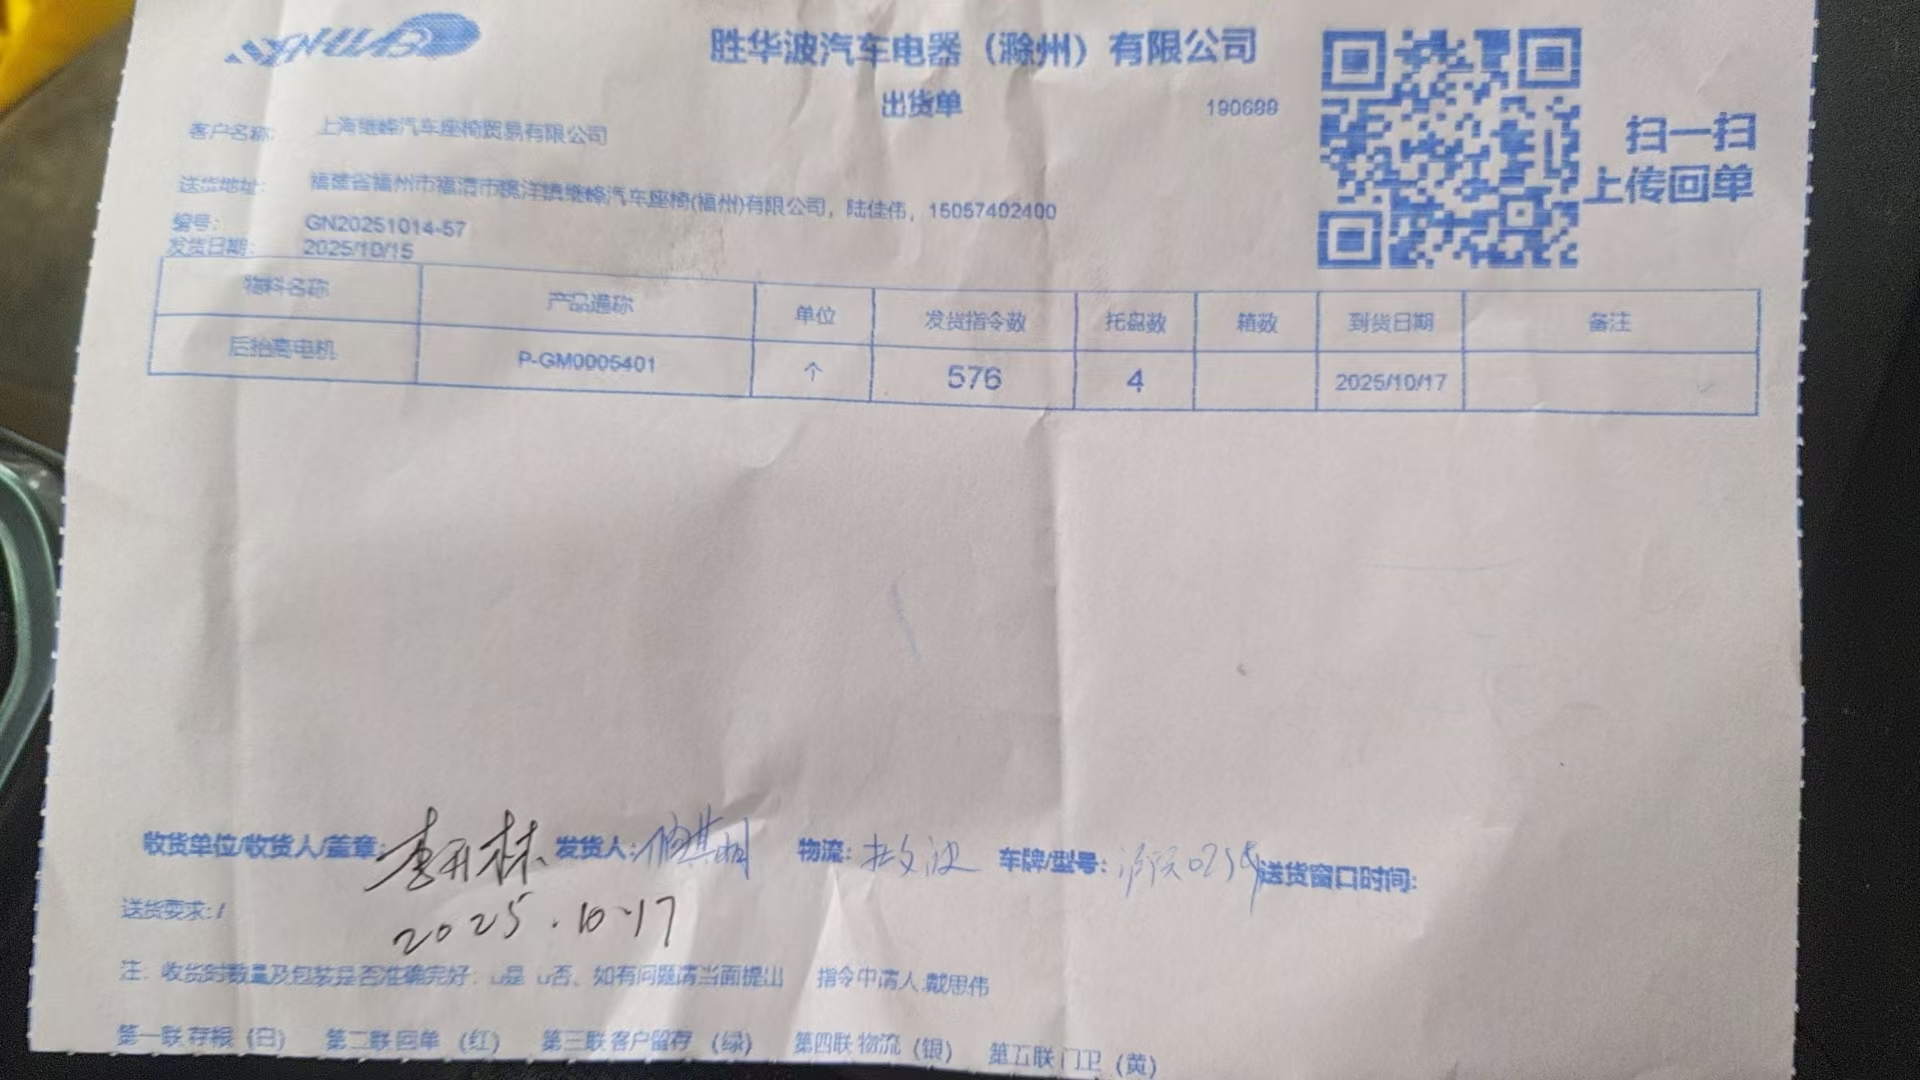 胜华波汽车电器（滁州）有限公司
出货单
190688
扫一扫
上传回单
客户名称: 上海继峰汽车座椅贸易有限公司
送货地址: 福建省福州市福清市镜洋镇继峰汽车座椅(福州)有限公司，陆佳伟，15057402400
编号: GN20251014-57
发货日期: 2025/10/15
物料名称 产品通称 单位 发货指令数 托盘数 箱数 到货日期 备注
后抬高电机 P-GM0005401 个 576 4 2025/10/17
收货单位/收货人/盖章: 李开林 发货人: 物流: 车牌/型号: 送货窗口时间:
送货要求: /
2025.10.17
注: 收货时数量及包装是否准确完好: □是 □否、如有问题请当面提出 指令申请人:戴思伟
第一联 存根（白） 第二联 回单（红） 第三联 客户留存（绿） 第四联 物流（银） 第五联 门卫（黄）